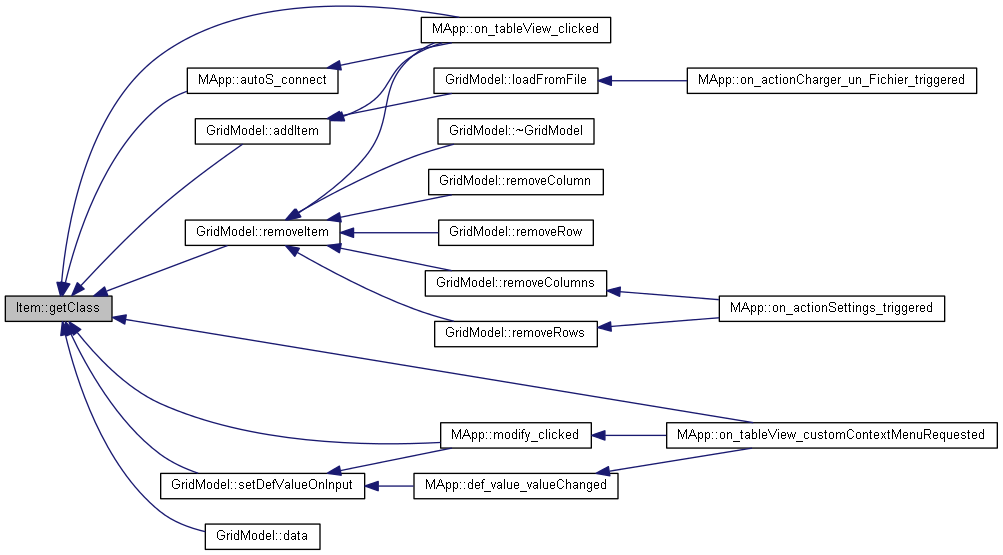 MApp::on_tableView_clicked
MApp::autoS_connect
GridModel::loadFromFile
MApp::on_actionCharger_un_Fichier_triggered
GridModel::addItem
GridModel::~GridModel
GridModel::removeColumn
GridModel::removeItem
GridModel::removeRow
GridModel::removeColumns
Item::getClass
MApp::on_actionSettings_triggered
GridModel::removeRows
MApp::modify_clicked
MApp::on_tableView_customContextMenuRequested
GridModel::setDefValueOnInput
MApp::def_value_valueChanged
GridModel::data